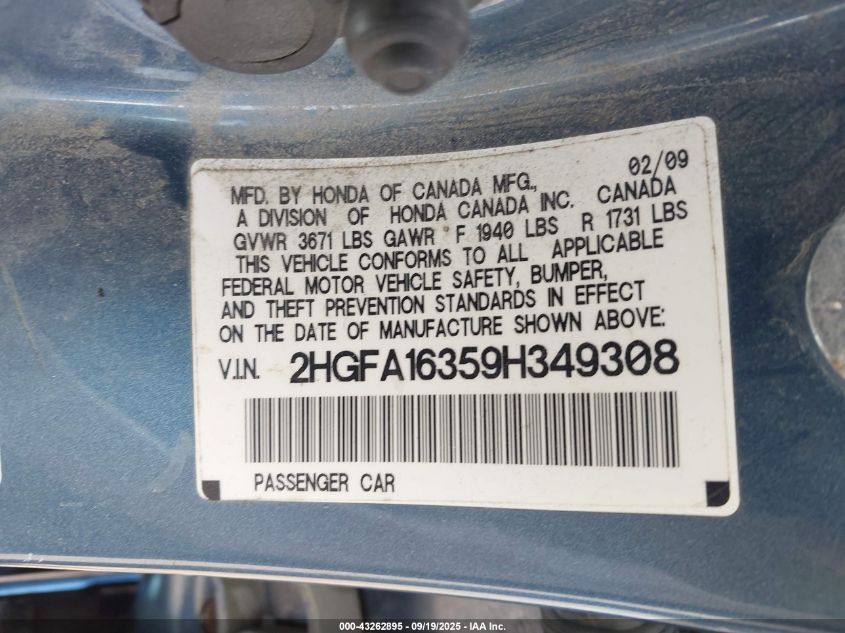 02/09
MFD. BY HONDA OF CANADA MFG.,
A DIVISION OF HONDA CANADA INC. CANADA
GVWR 3671 LBS GAWR F 1940 LBS R 1731 LBS
THIS VEHICLE CONFORMS TO ALL APPLICABLE
FEDERAL MOTOR VEHICLE SAFETY, BUMPER,
AND THEFT PREVENTION STANDARDS IN EFFECT
ON THE DATE OF MANUFACTURE SHOWN ABOVE:
V.I.N. 2HGFA16359H349308
PASSENGER CAR
000-43262895 - 09/19/2025 - IAA Inc.